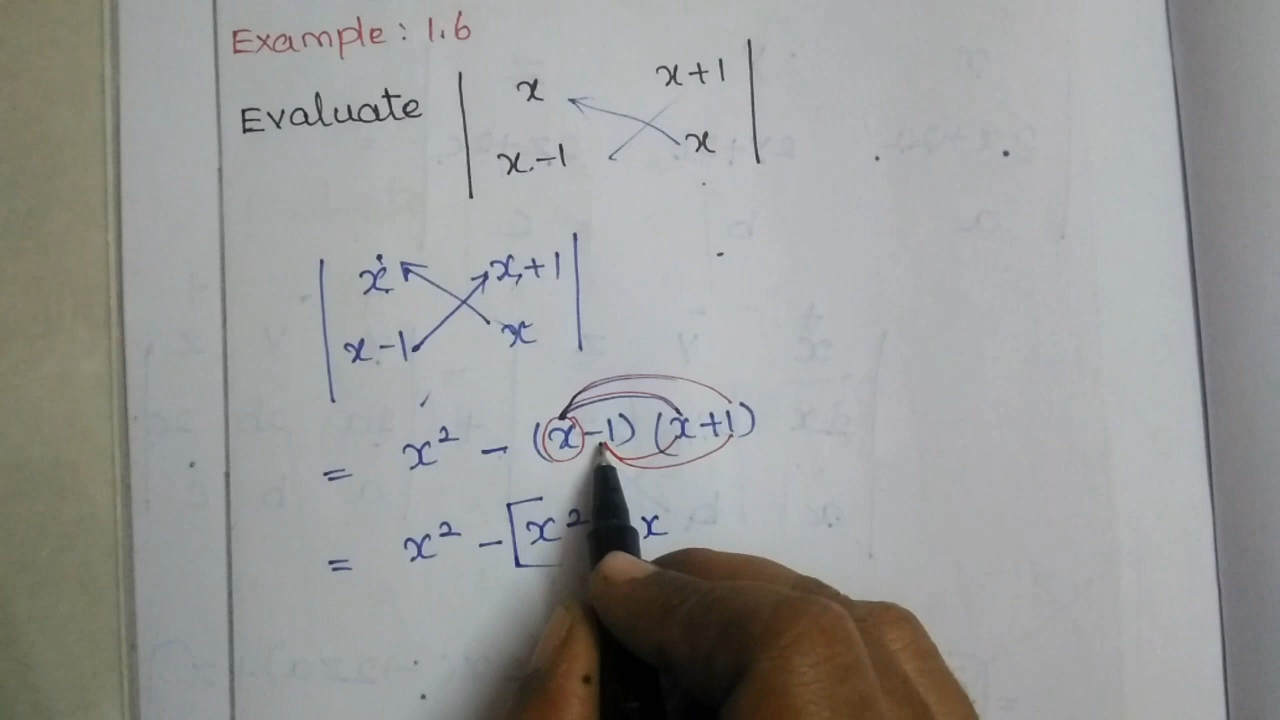 Example: 1.6
Evaluate | x x+1 |
| x-1 x |
| x x+1 |
| x-1 x |
= x² - (x-1) (x+1)
= x² - [x² x